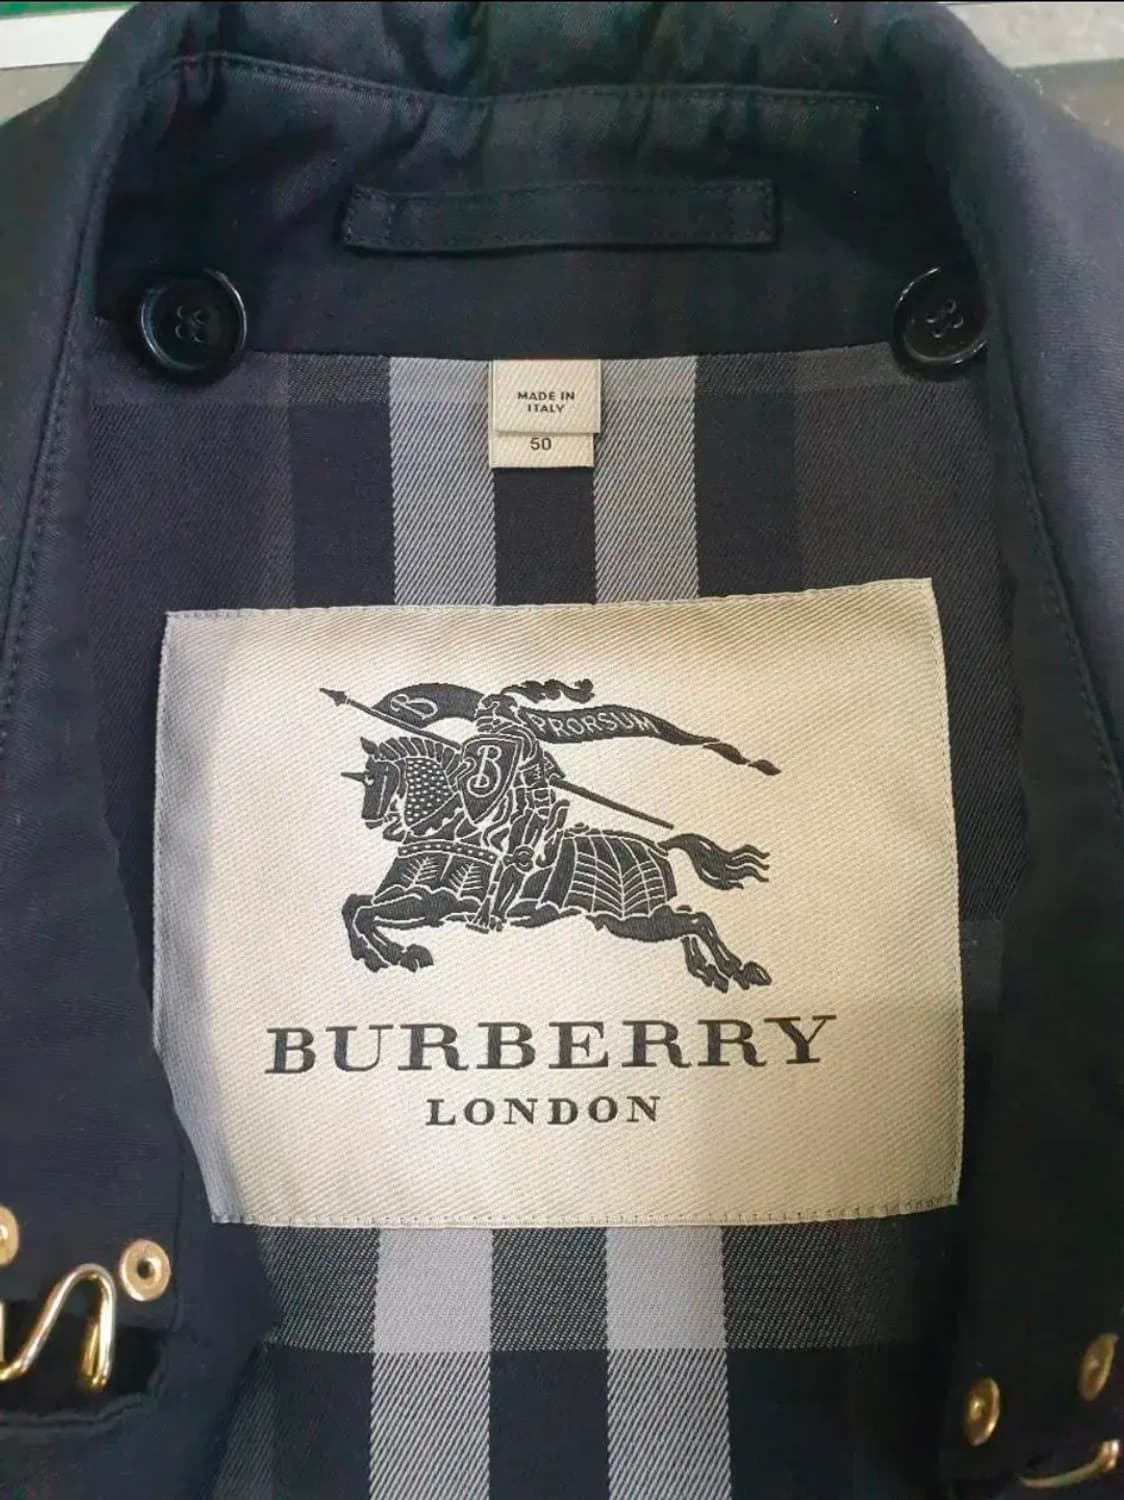 MADE IN
ITALY
50
B PRORSUM
B
BURBERRY
LONDON